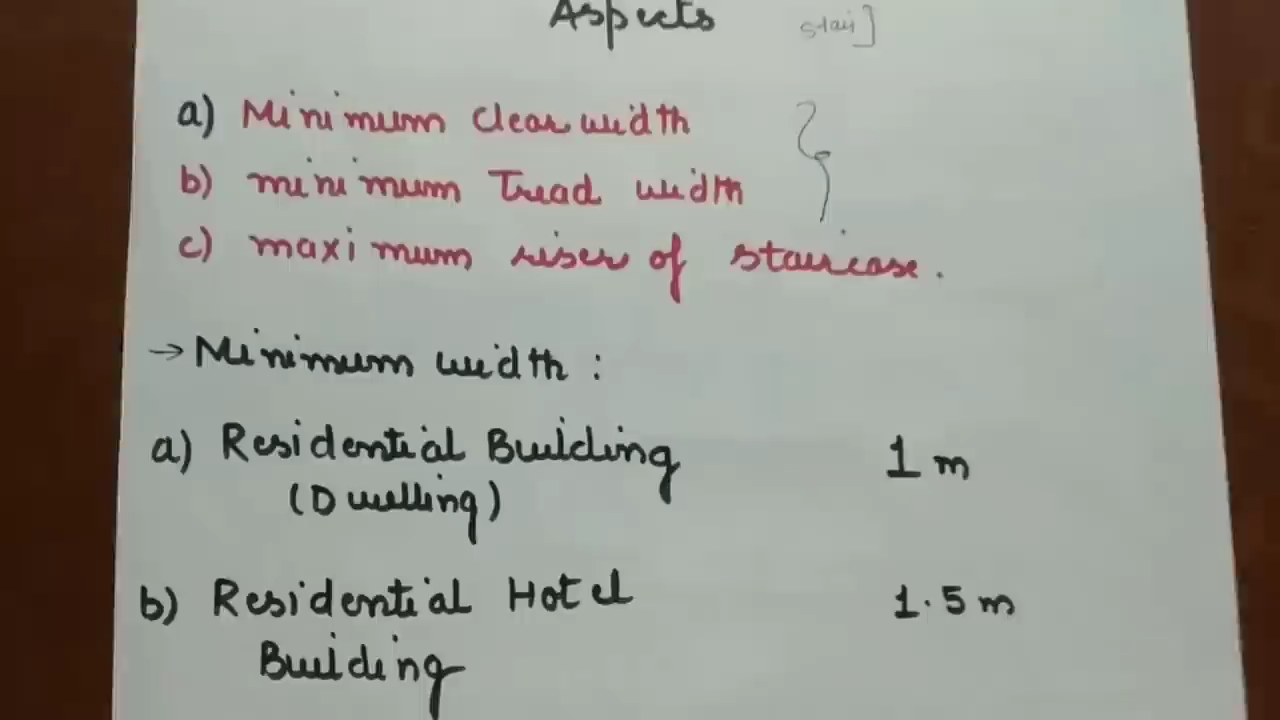 Aspects stair]
a) Minimum Clear width
b) minimum Tread width
c) maximum riser of staircase.
→ Minimum width :
a) Residential Building 1 m
(Dwelling)
b) Residential Hotel 1.5 m
Building